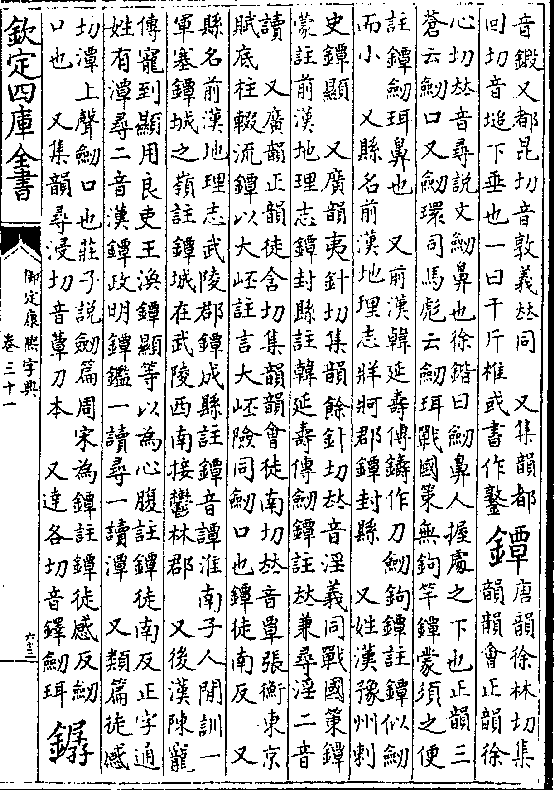 音鍛又都昆切音敦義𠀤同　又集韻都
回切音塠下垂也一曰千斤椎或書作鐜
鐔
唐韻徐林切集
韻韻會正韻徐
心切𠀤音尋說文劒鼻也徐鍇曰劒鼻人握處之下也正韻三
蒼云劒口又劒環司馬彪云劒珥戰國策無鉤竿鐔蒙須之便
註鐔劒珥鼻也　又前漢韓延壽傳鑄作刀劒鉤鐔註鐔似劒
而小　又縣名前漢地理志牂牁郡鐔封縣　又姓漢豫州刺
史鐔顯　又廣韻夷針切集韻餘針切𠀤音淫義同戰國策鐔
蒙註前漢地理志鐔封縣註韓延壽傳劒鐔註𠀤兼尋淫二音
讀　又廣韻正韻徒含切集韻韻會徒南切𠀤音覃張衡東京
賦底柱輟流鐔以大岯註言大岯險同劒口也鐔徒南反　又
縣名前漢地理志武陵郡鐔成縣註鐔音譚淮南子人閒訓一
軍塞鐔城之嶺註鐔城在武陵西南接鬱林郡　又後漢陳寵
傳寵到顯用良吏王渙鐔顯等以為心腹註鐔徒南反正字通
姓有潭尋二音漢鐔政明鐔鑑一讀尋一讀潭　又類篇徒感
切潭上聲劒口也莊子說劒篇周宋為鐔註鐔徒感反劒
口也　又集韻尋浸切音蕈刀本　又達各切音鐸劒珥
鐞
欽定四庫全書
御定康熙字典
卷三十一
六十三